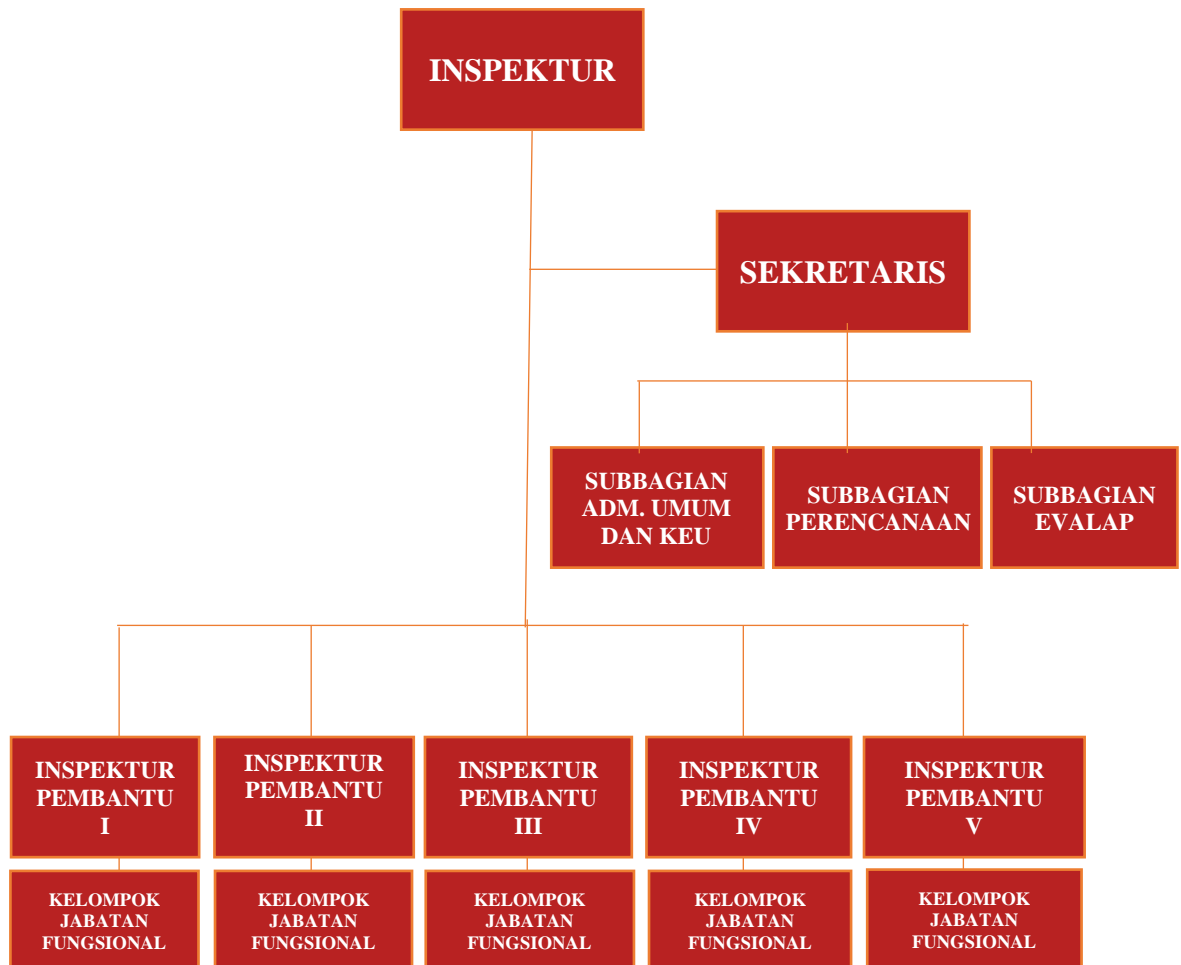 INSPEKTUR
SEKRETARIS
SUBBAGIAN
ADM. UMUM
DAN KEU
SUBBAGIAN
PERENCANAAN
SUBBAGIAN
EVALAP
INSPEKTUR
PEMBANTU
I
INSPEKTUR
PEMBANTU
II
INSPEKTUR
PEMBANTU
III
INSPEKTUR
PEMBANTU
IV
INSPEKTUR
PEMBANTU
V
KELOMPOK
JABATAN
FUNGSIONAL
KELOMPOK
JABATAN
FUNGSIONAL
KELOMPOK
JABATAN
FUNGSIONAL
KELOMPOK
JABATAN
FUNGSIONAL
KELOMPOK
JABATAN
FUNGSIONAL